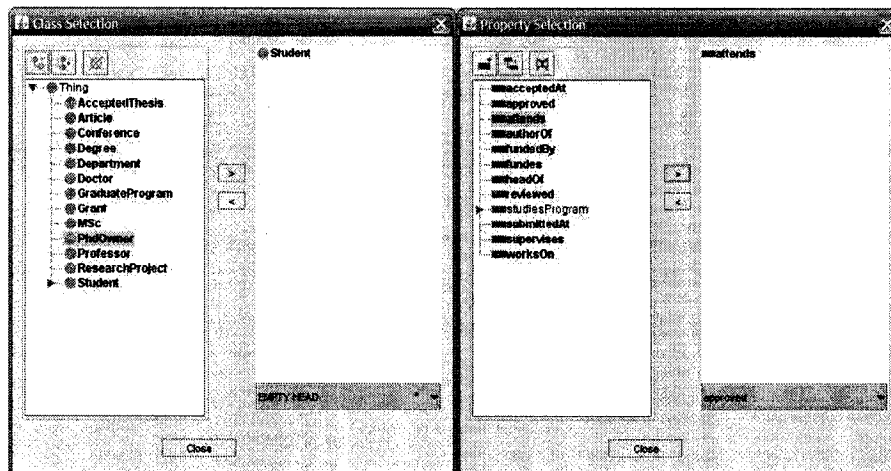 Class Selection
Student
Thing
AcceptedThesis
Article
Conference
Degree
Department
Doctor
GraduateProgram
Grant
MSc
PhdOwner
Professor
ResearchProject
Student
>
<
EMPTY HEAD
Close
Property Selection
attends
acceptedAt
approved
attends
authorOf
fundedBy
fundes
headOf
reviewed
studiesProgram
submittedAt
supervises
worksOn
>
<
approved
Close